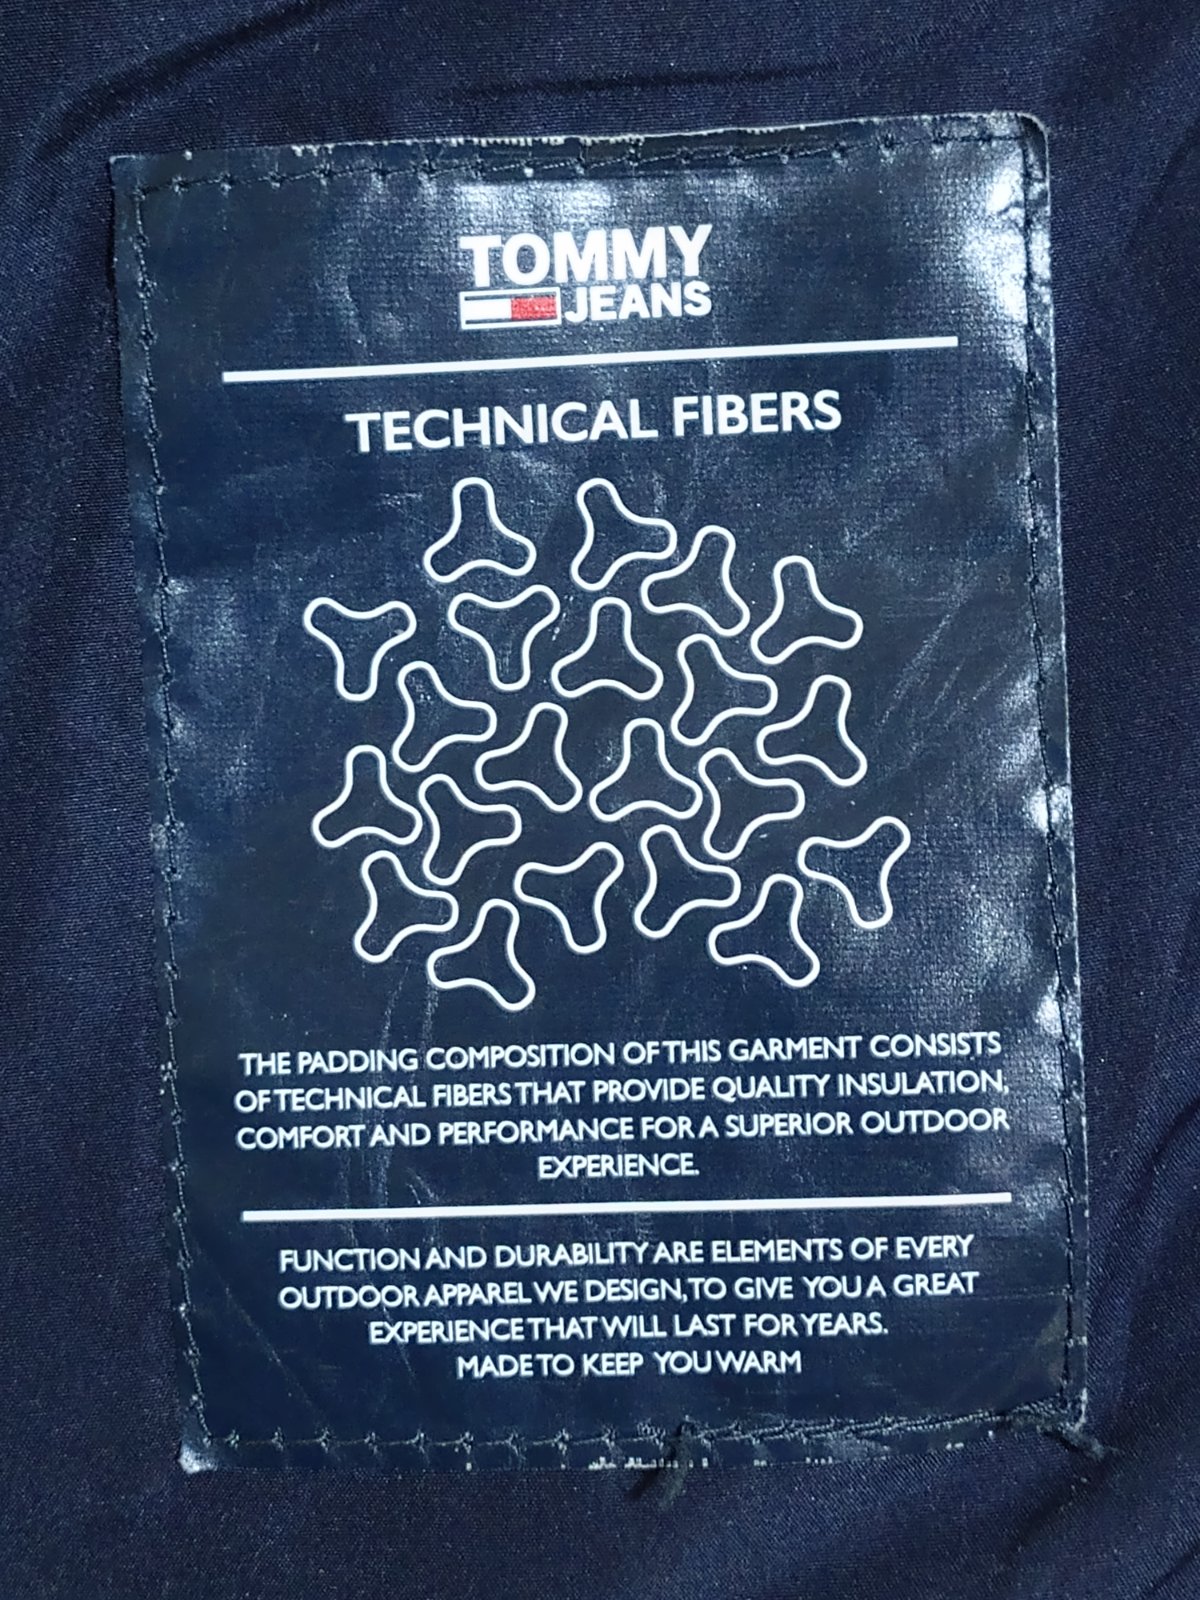 TOMMY
JEANS
TECHNICAL FIBERS
THE PADDING COMPOSITION OF THIS GARMENT CONSISTS
OF TECHNICAL FIBERS THAT PROVIDE QUALITY INSULATION,
COMFORT AND PERFORMANCE FOR A SUPERIOR OUTDOOR
EXPERIENCE.
FUNCTION AND DURABILITY ARE ELEMENTS OF EVERY
OUTDOOR APPAREL WE DESIGN, TO GIVE YOU A GREAT
EXPERIENCE THAT WILL LAST FOR YEARS.
MADE TO KEEP YOU WARM